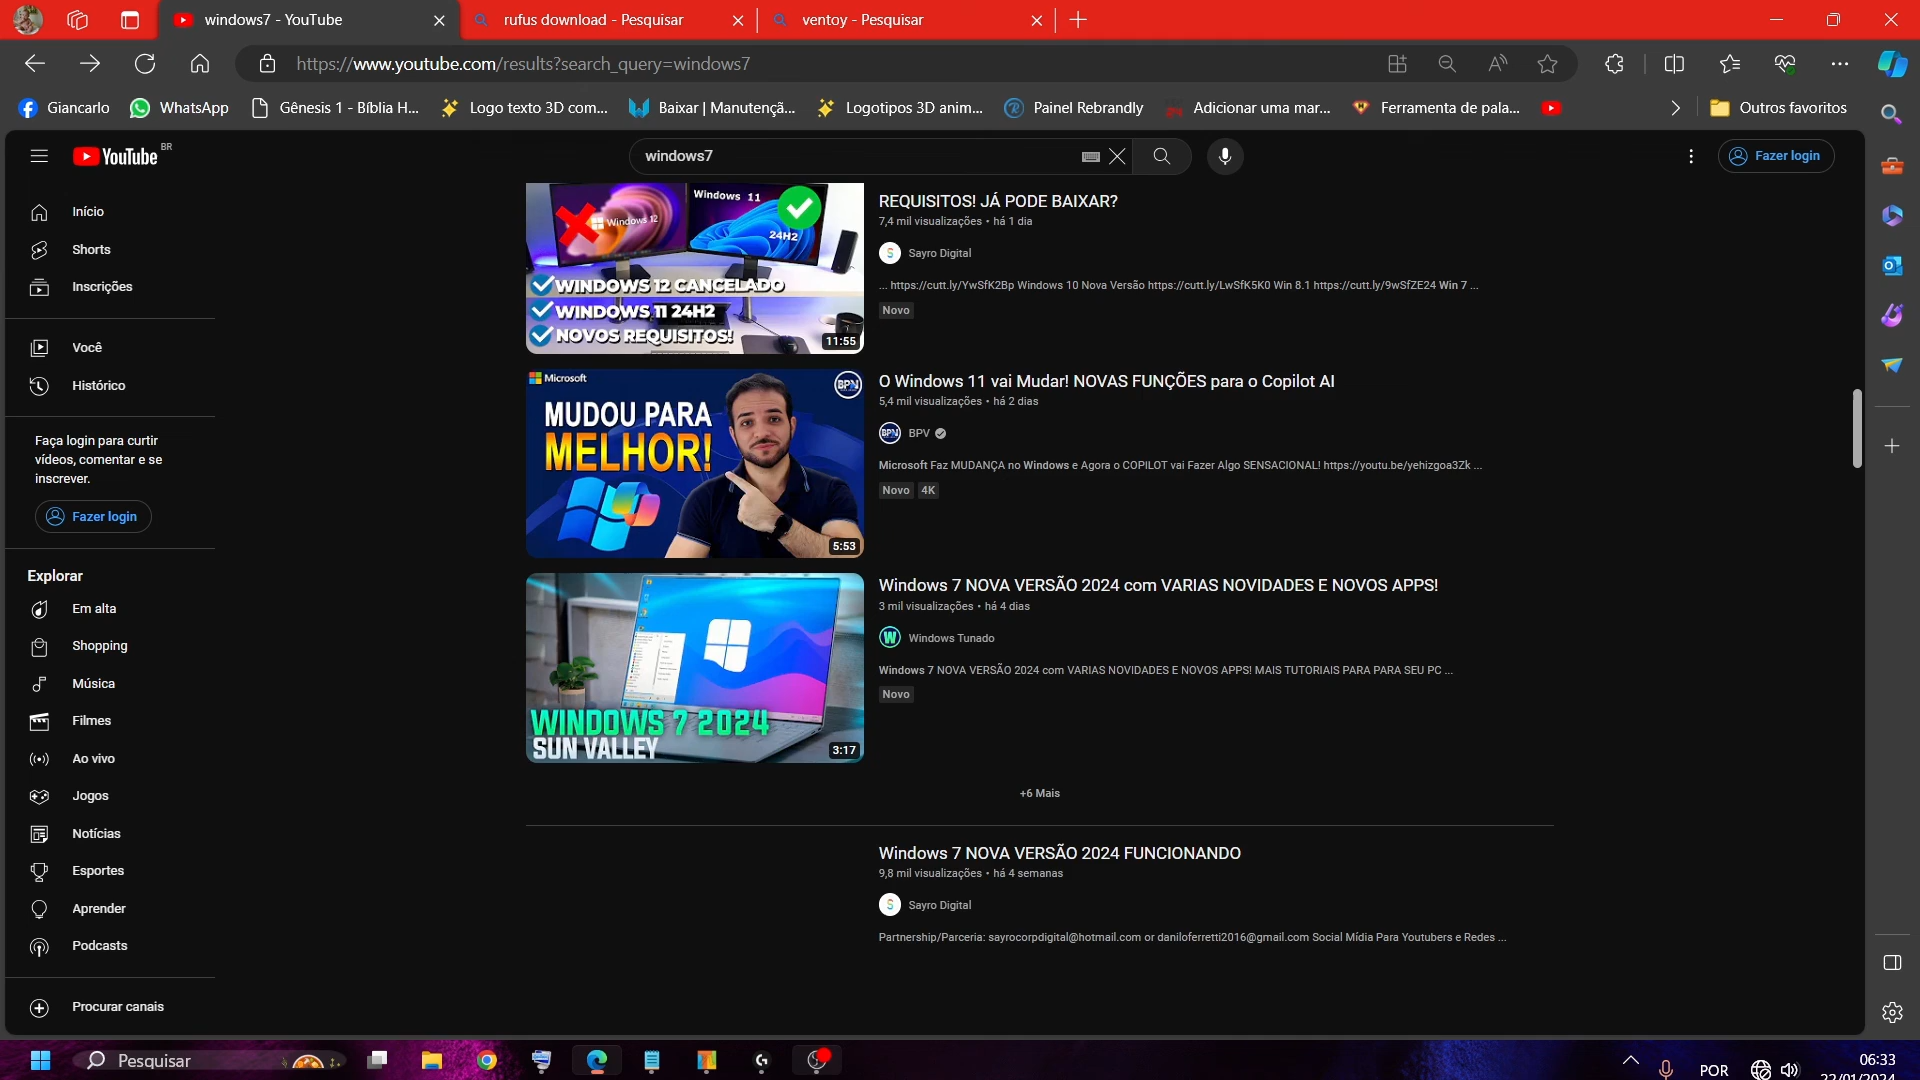 windows7 - YouTube
rufus download - Pesquisar
ventoy - Pesquisar
https://www.youtube.com/results?search_query=windows7
Giancarlo
WhatsApp
Gênesis 1 - Bíblia H...
Logo texto 3D com...
Baixar | Manutençã...
Logotipos 3D anim...
Painel Rebrandly
Adicionar uma mar...
Ferramenta de pala...
Outros favoritos
YouTube BR
windows7
Fazer login
Início
Shorts
Inscrições
Você
Histórico
Faça login para curtir
vídeos, comentar e se
inscrever.
Fazer login
Explorar
Em alta
Shopping
Música
Filmes
Ao vivo
Jogos
Notícias
Esportes
Aprender
Podcasts
Procurar canais
Windows 12
Windows 11
24H2
WINDOWS 12 CANCELADO
WINDOWS 11 24H2
NOVOS REQUISITOS!
11:55
REQUISITOS! JÁ PODE BAIXAR?
7,4 mil visualizações • há 1 dia
S Sayro Digital
... https://cutt.ly/YwSfK2Bp Windows 10 Nova Versão https://cutt.ly/LwSfK5K0 Win 8.1 https://cutt.ly/9wSfZE24 Win 7 ...
Novo
Microsoft
BPV
MUDOU PARA
MELHOR!
5:53
O Windows 11 vai Mudar! NOVAS FUNÇÕES para o Copilot AI
5,4 mil visualizações • há 2 dias
BPV
Microsoft Faz MUDANÇA no Windows e Agora o COPILOT vai Fazer Algo SENSACIONAL! https://youtu.be/yehizgoa3Zk ...
Novo 4K
WINDOWS 7 2024
SUN VALLEY
3:17
Windows 7 NOVA VERSÃO 2024 com VARIAS NOVIDADES E NOVOS APPS!
3 mil visualizações • há 4 dias
W Windows Tunado
Windows 7 NOVA VERSÃO 2024 com VARIAS NOVIDADES E NOVOS APPS! MAIS TUTORIAIS PARA PARA SEU PC ...
Novo
+6 Mais
Windows 7 NOVA VERSÃO 2024 FUNCIONANDO
9,8 mil visualizações • há 4 semanas
S Sayro Digital
Partnership/Parceria: sayrocorpdigital@hotmail.com or daniloferretti2016@gmail.com Social Mídia Para Youtubers e Redes ...
Pesquisar
POR
06:33
22/01/2024